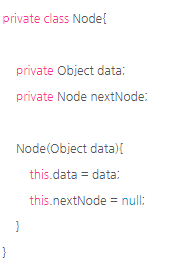 private class Node{
private Object data;
private Node nextNode;
Node(Object data){
this.data = data;
this.nextNode = null;
}
}